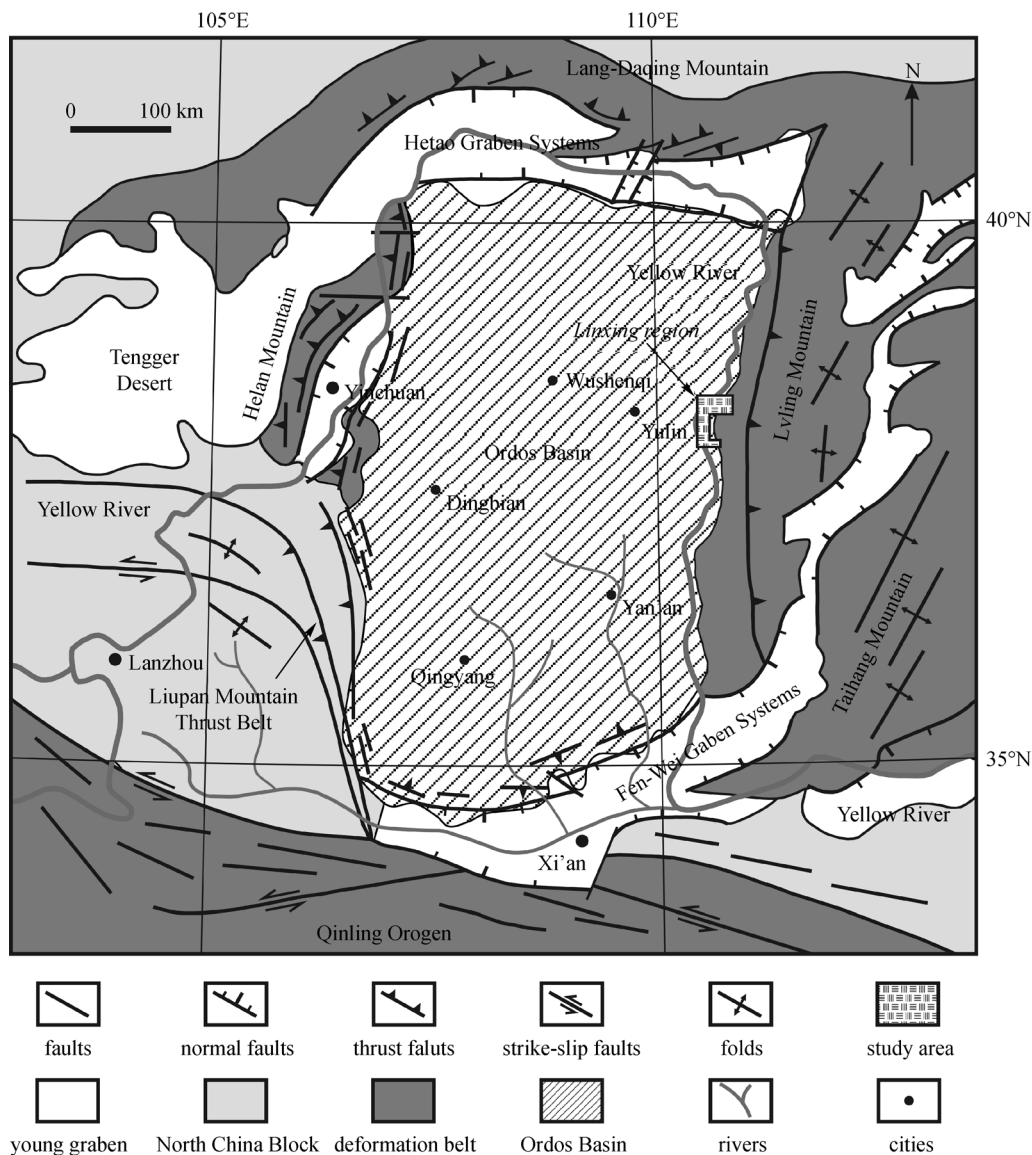 105°E
110°E
Lang-Daqing Mountain
N
0
100 km
Hetao Graben Systems
40°N
Yellow River
Linxing region
Tengger
Desert
Helan Mountain
Yinchuan
Wushenqi
Yulin
Lvling Mountain
Ordos Basin
Dingbian
Yellow River
Yan'an
Lanzhou
Qingyang
Liupan Mountain
Thrust Belt
Taihang Mountain
Fen-Wei Gaben Systems
35°N
Yellow River
Xi'an
Qinling Orogen
faults
normal faults
thrust faluts
strike-slip faults
folds
study area
young graben
North China Block
deformation belt
Ordos Basin
rivers
cities